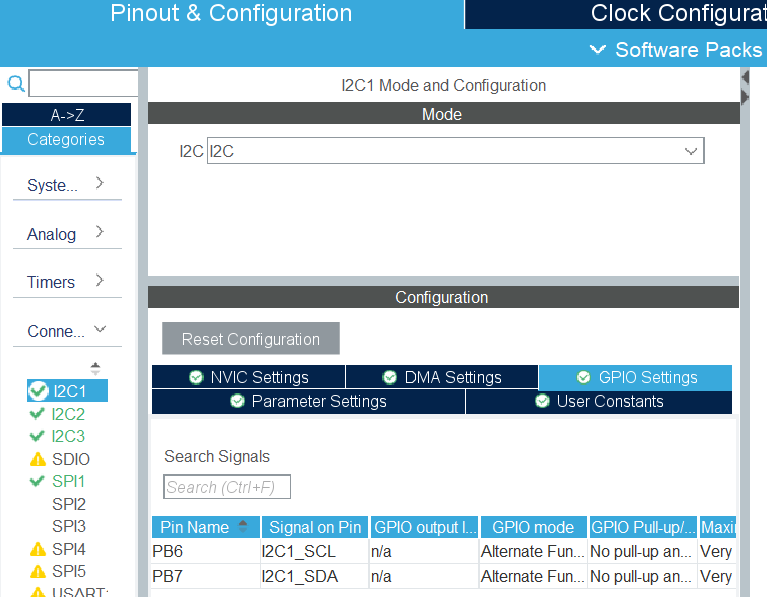 Pinout & Configuration
Clock Configurat
Software Packs
I2C1 Mode and Configuration
A->Z
Mode
Categories
I2C I2C
Syste...
Analog
Timers
Configuration
Conne...
Reset Configuration
NVIC Settings DMA Settings GPIO Settings
I2C1
Parameter Settings User Constants
I2C2
I2C3
SDIO
Search Signals
SPI1
Search (Ctrl+F)
SPI2
SPI3
Pin Name Signal on Pin GPIO output l... GPIO mode GPIO Pull-up/... Maxi
SPI4
PB6 I2C1_SCL n/a Alternate Fun... No pull-up an... Very
SPI5
PB7 I2C1_SDA n/a Alternate Fun... No pull-up an... Very